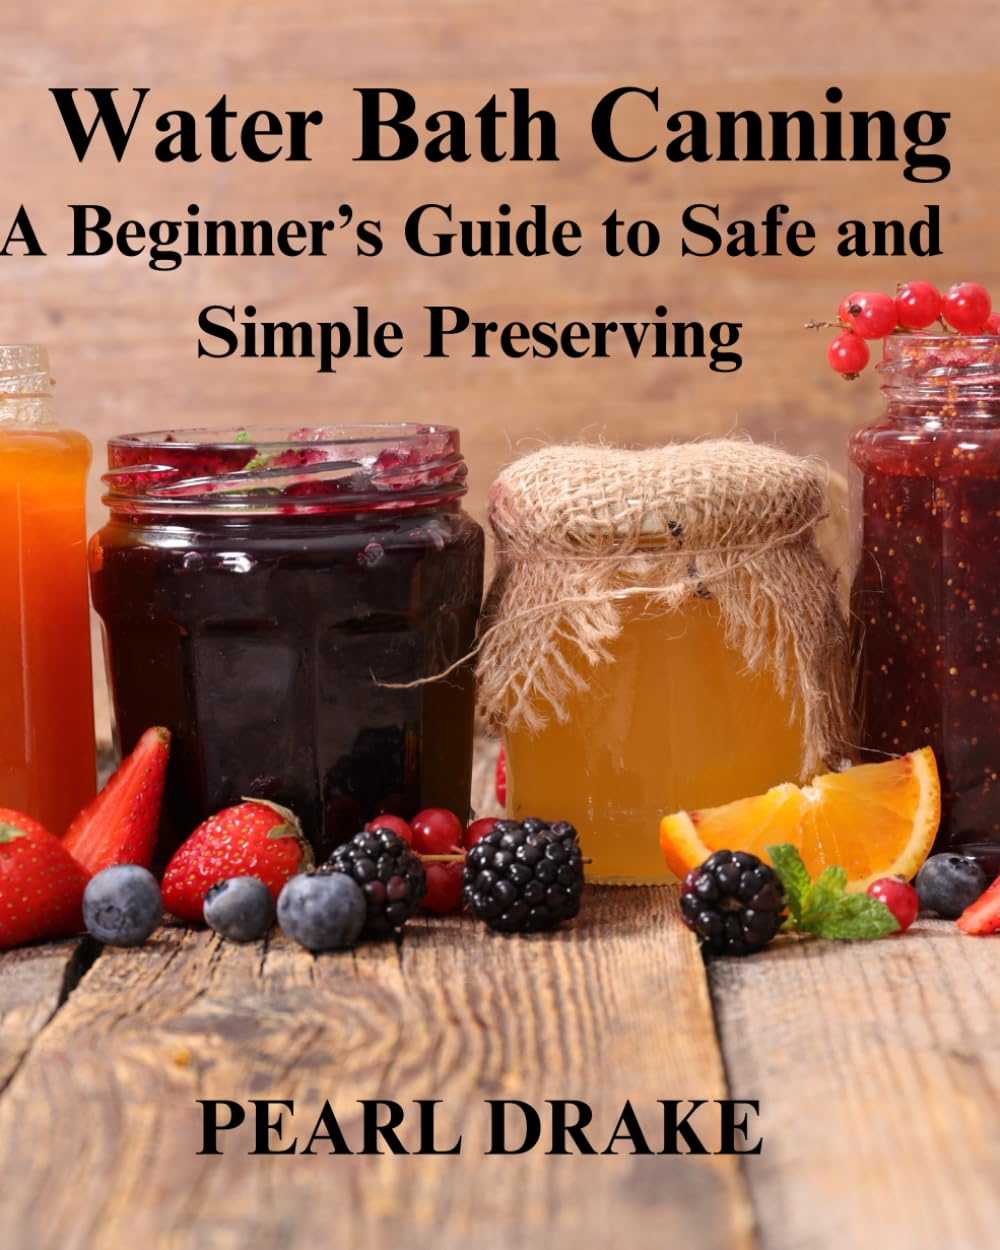 Water Bath Canning
A Beginner’s Guide to Safe and
Simple Preserving
PEARL DRAKE